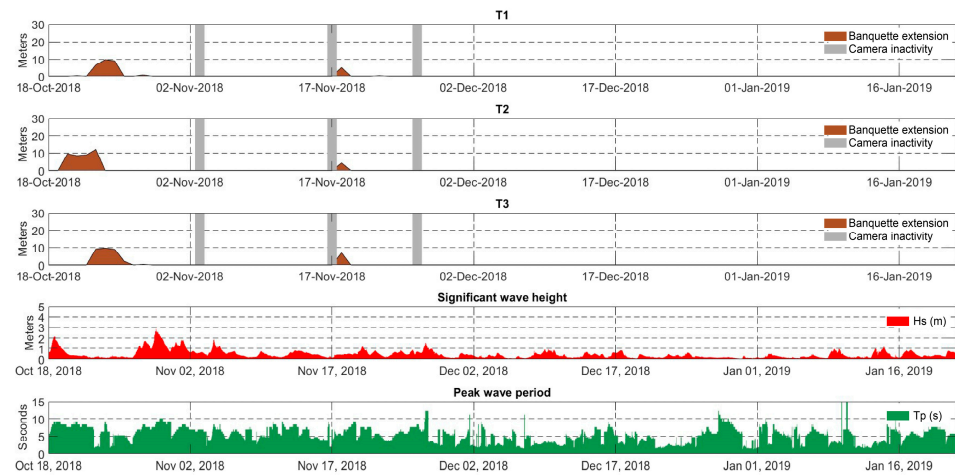 T1
30
20
10
0
Meters
Banquette extension
Camera inactivity
18-Oct-2018 02-Nov-2018 17-Nov-2018 02-Dec-2018 17-Dec-2018 01-Jan-2019 16-Jan-2019
T2
30
20
10
0
Meters
Banquette extension
Camera inactivity
18-Oct-2018 02-Nov-2018 17-Nov-2018 02-Dec-2018 17-Dec-2018 01-Jan-2019 16-Jan-2019
T3
30
20
10
0
Meters
Banquette extension
Camera inactivity
18-Oct-2018 02-Nov-2018 17-Nov-2018 02-Dec-2018 17-Dec-2018 01-Jan-2019 16-Jan-2019
Significant wave height
5
4
3
2
1
0
Meters
Hs (m)
Oct 18, 2018 Nov 02, 2018 Nov 17, 2018 Dec 02, 2018 Dec 17, 2018 Jan 01, 2019 Jan 16, 2019
Peak wave period
15
10
5
0
Seconds
Tp (s)
Oct 18, 2018 Nov 02, 2018 Nov 17, 2018 Dec 02, 2018 Dec 17, 2018 Jan 01, 2019 Jan 16, 2019